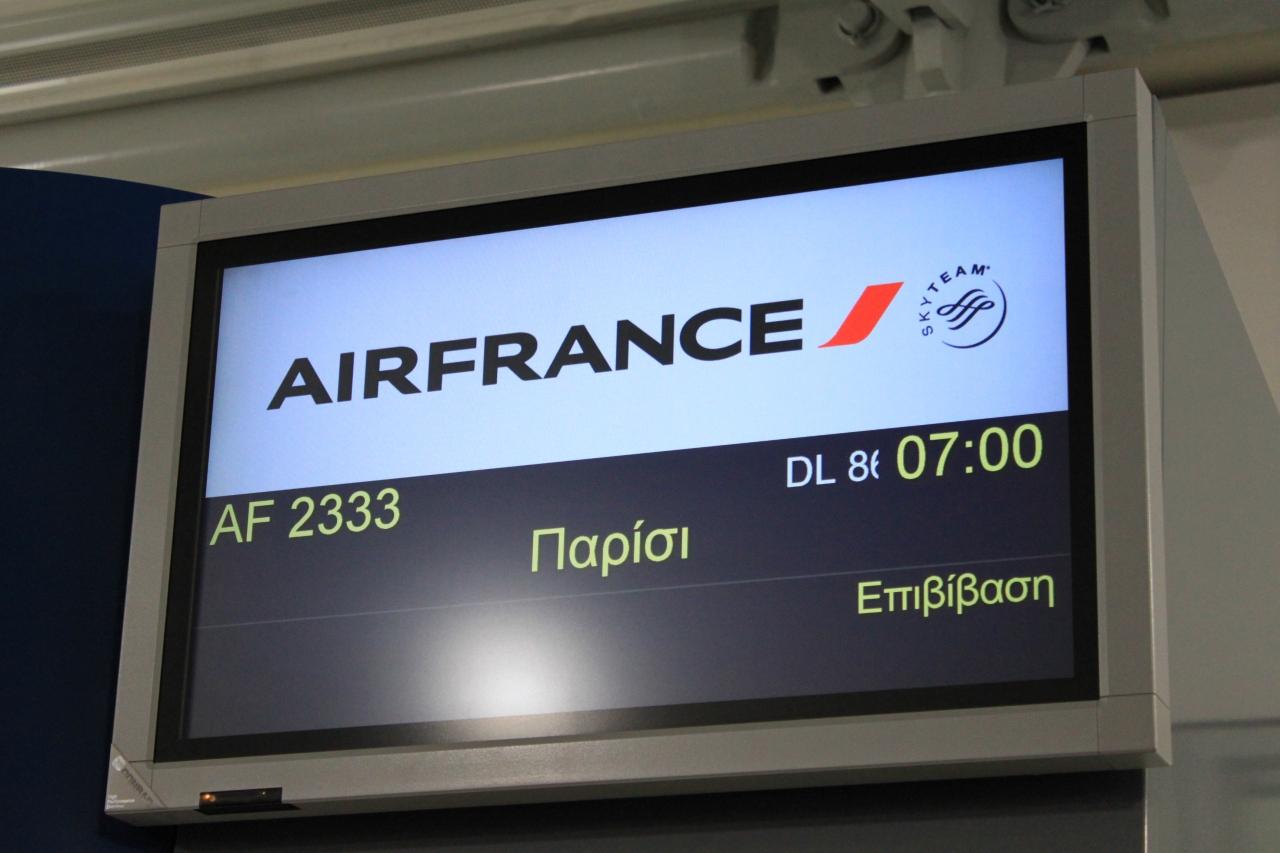 AIRFRANCE
SKYTEAM
DL 86 07:00
AF 2333
Παρίσι
Επιβίβαση